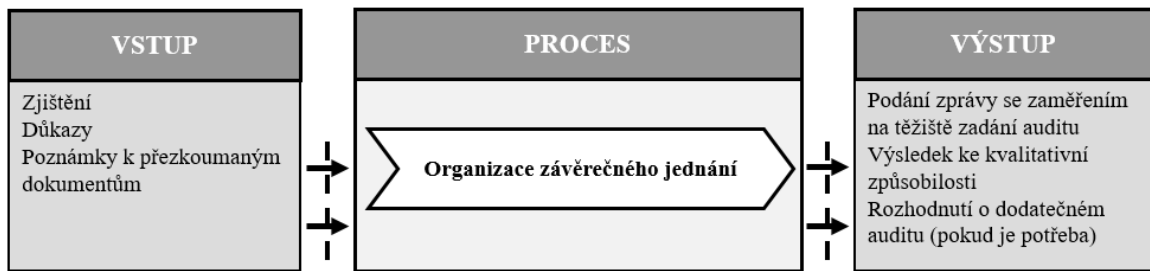 VSTUP
Zjištění
Důkazy
Poznámky k přezkoumaným
dokumentům
PROCES
Organizace závěrečného jednání
VÝSTUP
Podání zprávy se zaměřením
na těžiště zadání auditu
Výsledek ke kvalitativní
způsobilosti
Rozhodnutí o dodatečném
auditu (pokud je potřeba)